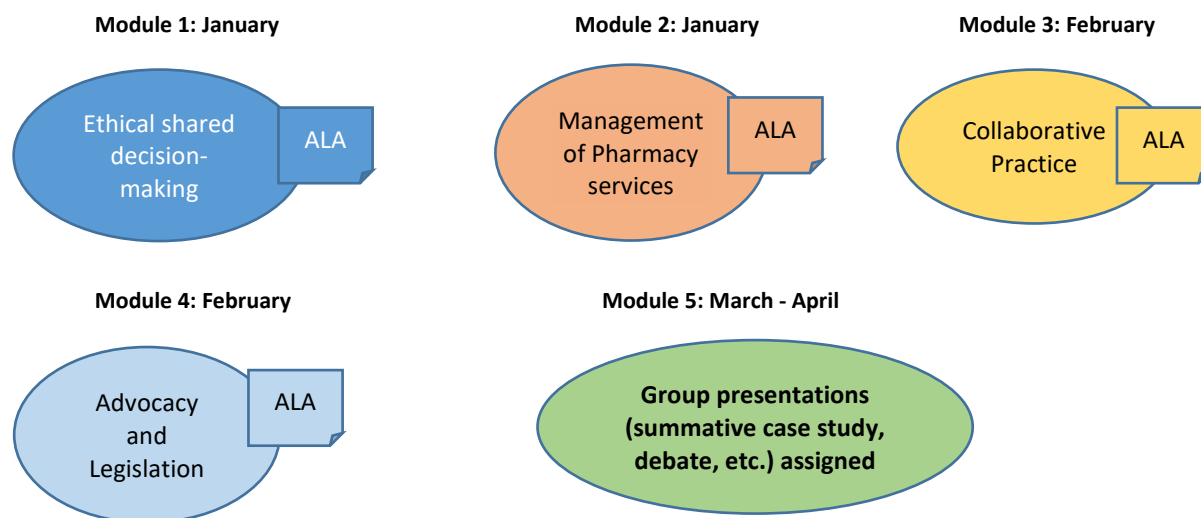 Module 1: January
Ethical shared
decision-
making
ALA
Module 2: January
Management
of Pharmacy
services
ALA
Module 3: February
Collaborative
Practice
ALA
Module 4: February
Advocacy
and
Legislation
ALA
Module 5: March - April
Group presentations
(summative case study,
debate, etc.) assigned